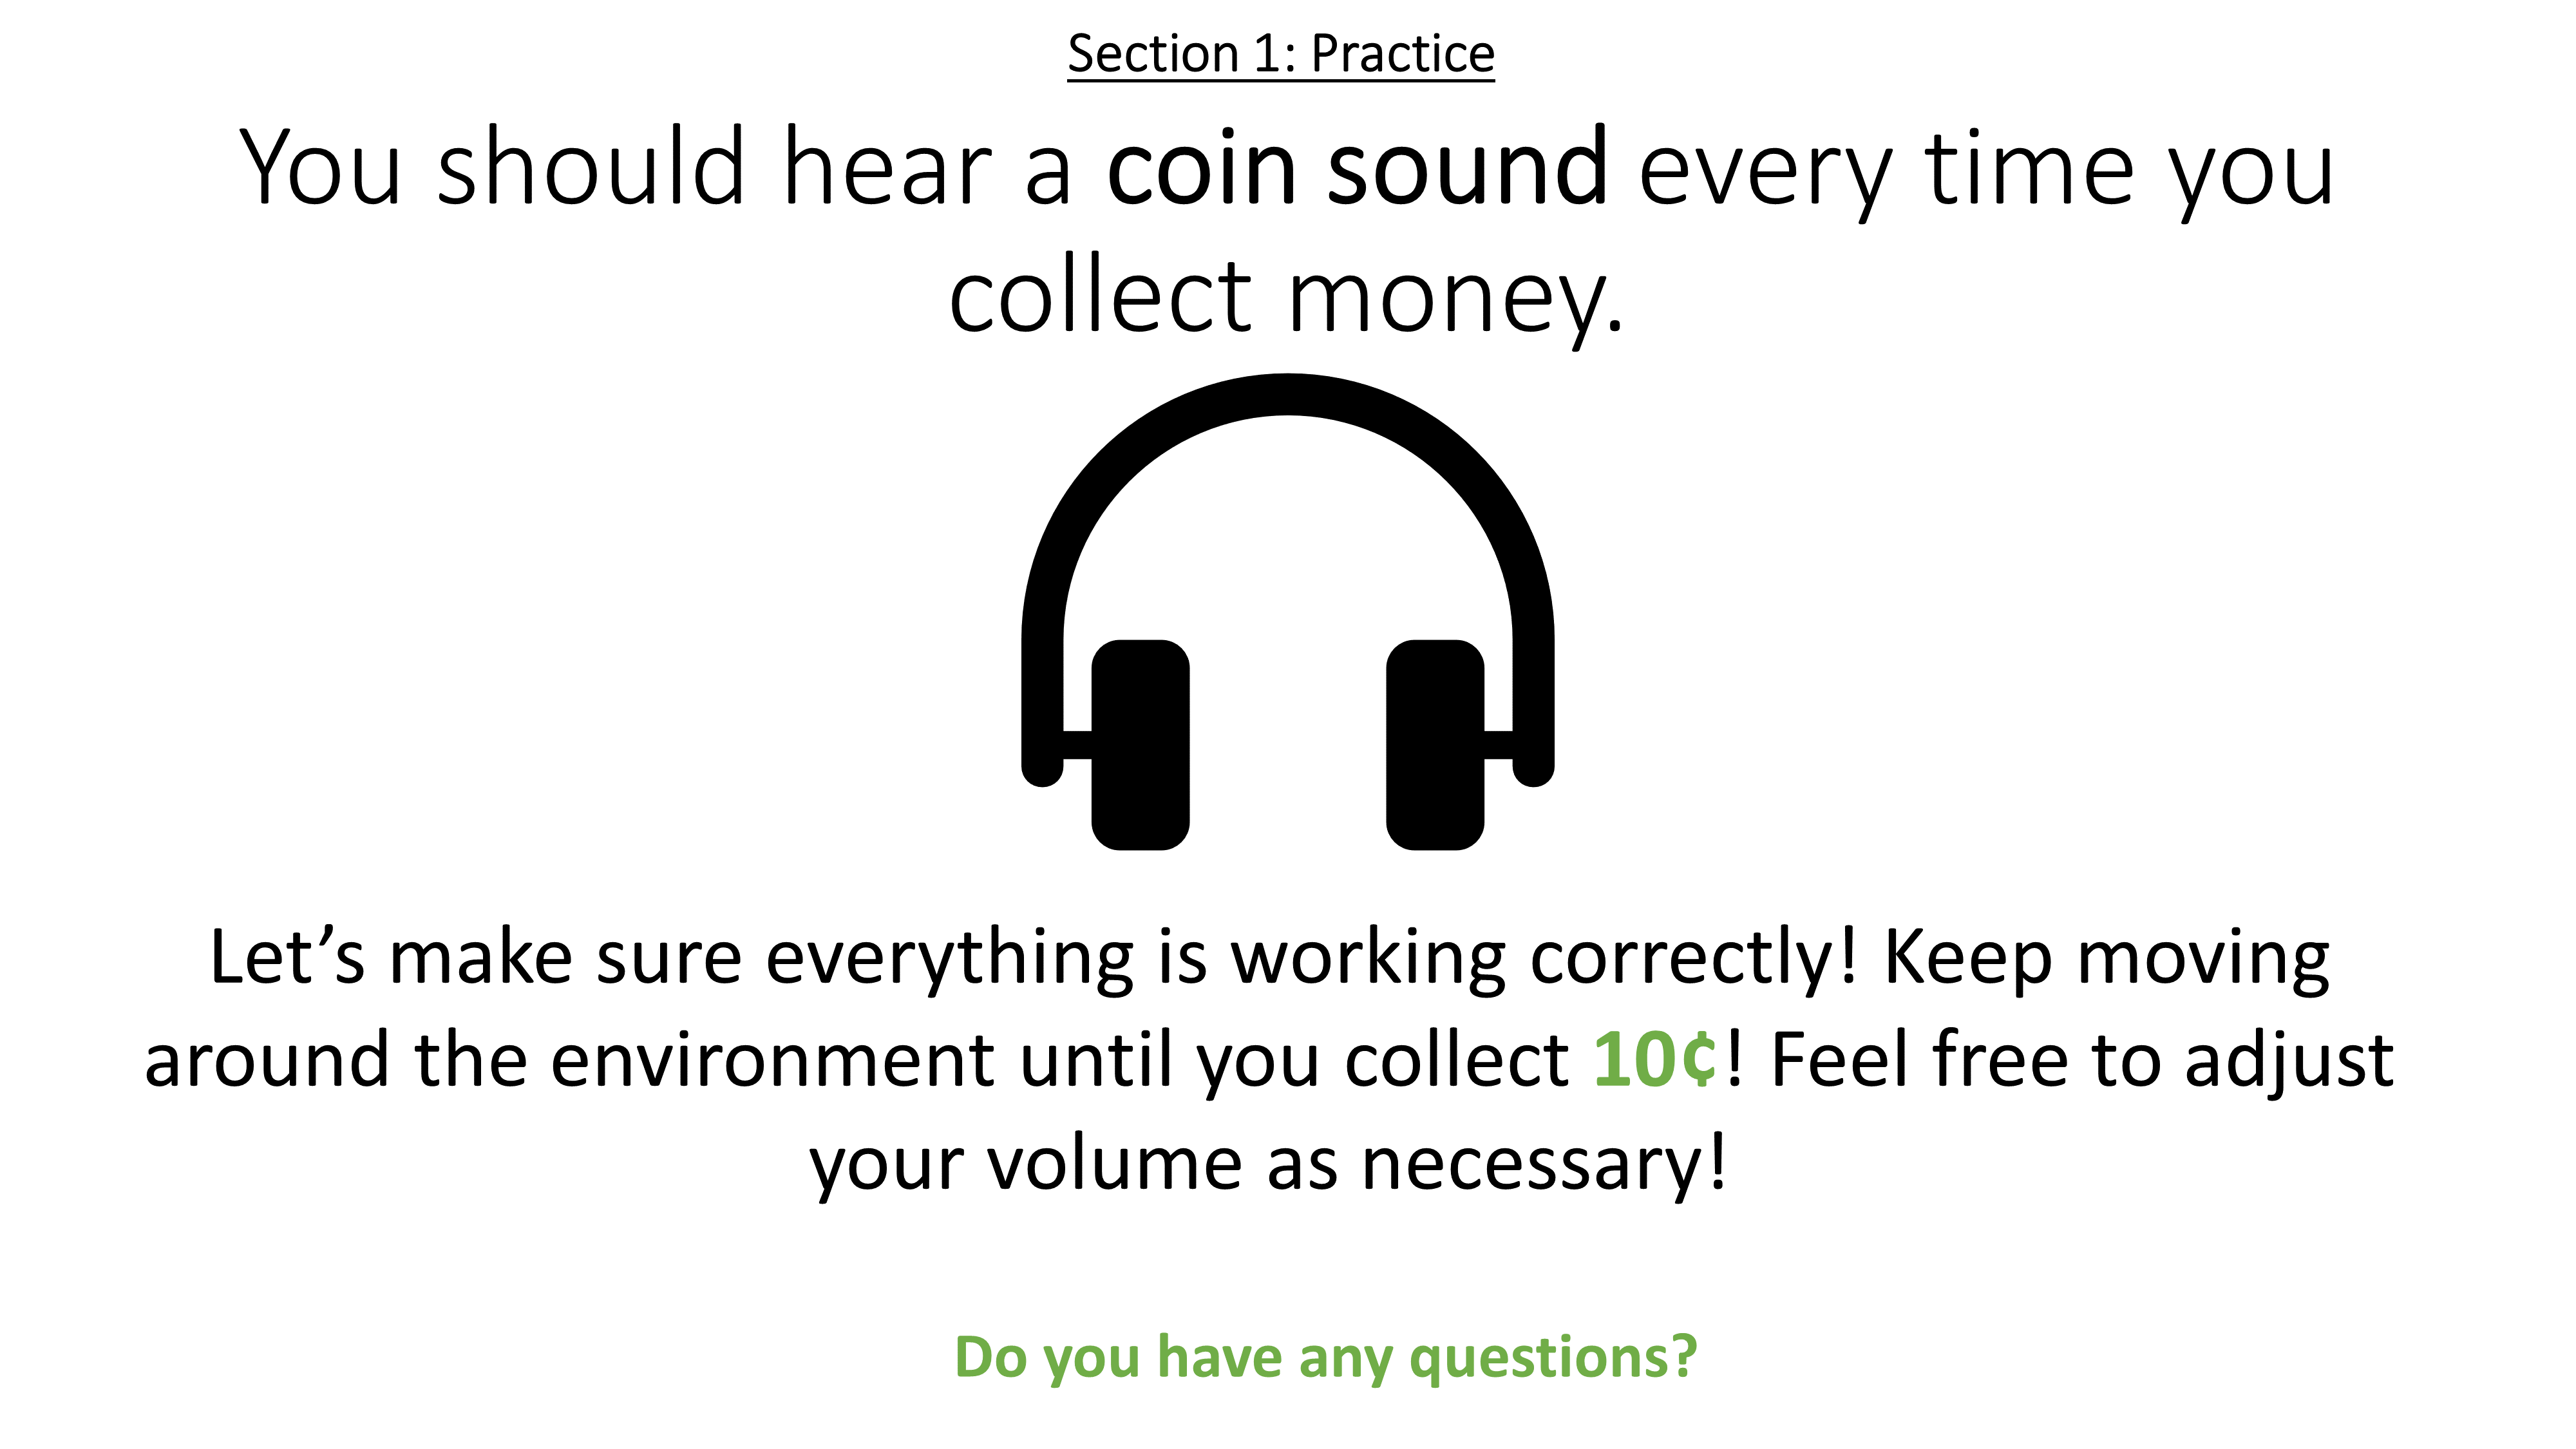 Section 1: Practice
You should hear a coin sound every time you
collect money.
Let’s make sure everything is working correctly! Keep moving
around the environment until you collect 10¢! Feel free to adjust
your volume as necessary!
Do you have any questions?